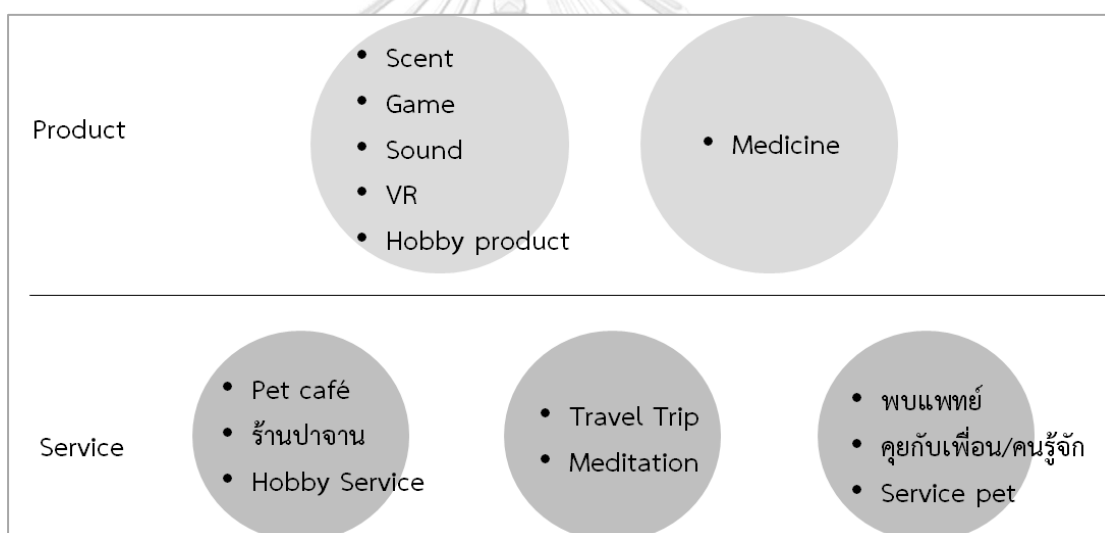 Product
• Scent
• Game
• Sound
• VR
• Hobby product
• Medicine
Service
• Pet café
• ร้านปาจาน
• Hobby Service
• Travel Trip
• Meditation
• พบแพทย์
• คุยกับเพื่อน/คนรู้จัก
• Service pet